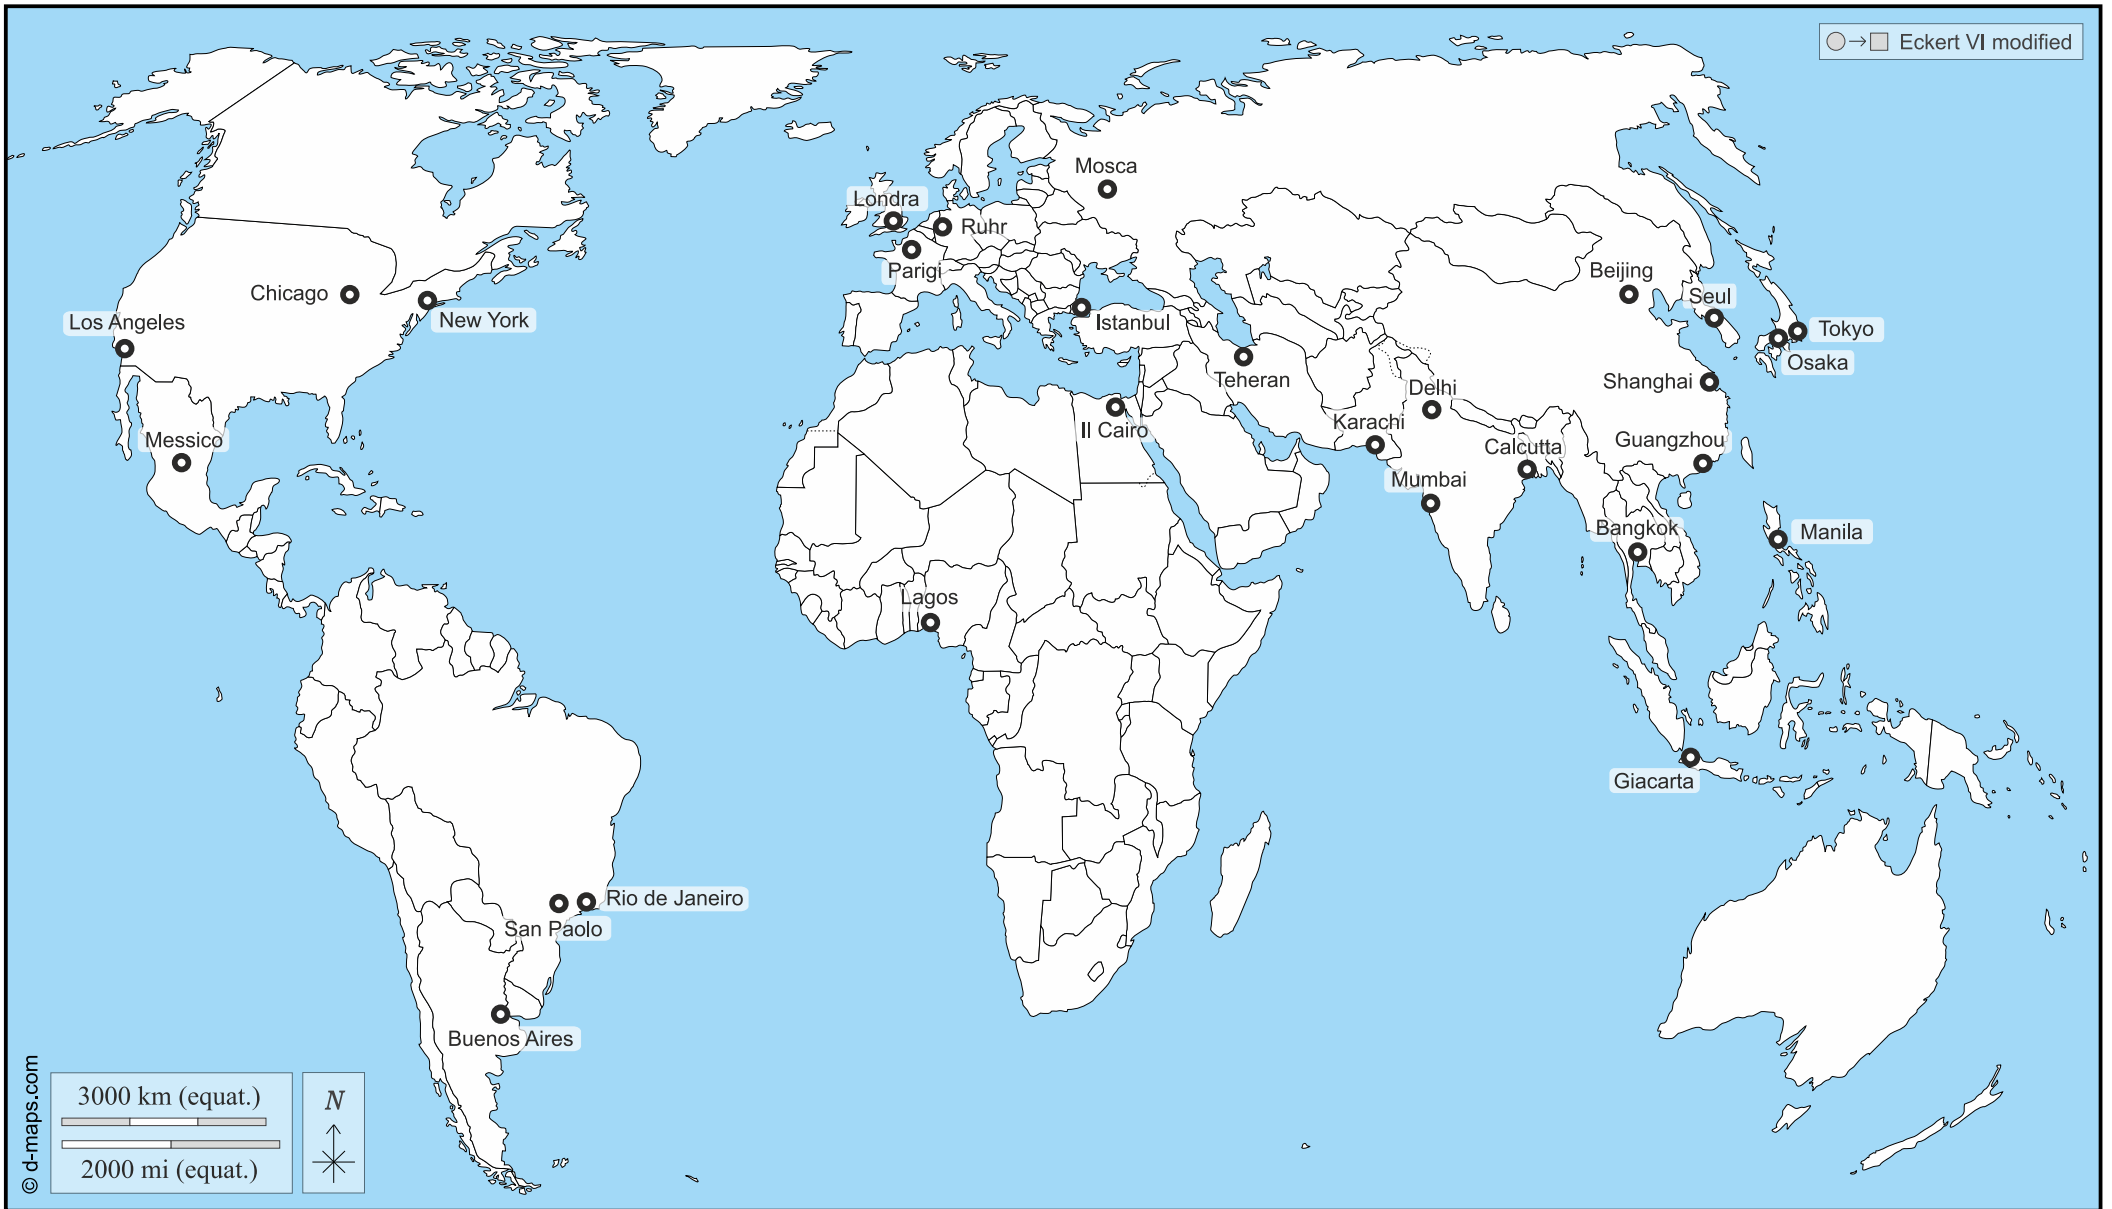 Eckert VI modified
Mosca
Londra
Ruhr
Parigi
Beijing
Chicago
Seul
Los Angeles
New York
Istanbul
Tokyo
Osaka
Teheran
Shanghai
Delhi
Karachi
Il Cairo
Messico
Guangzhou
Calcutta
Mumbai
Bangkok
Manila
Lagos
Giacarta
Rio de Janeiro
San Paolo
Buenos Aires
3000 km (equat.)
2000 mi (equat.)
N
© d-maps.com